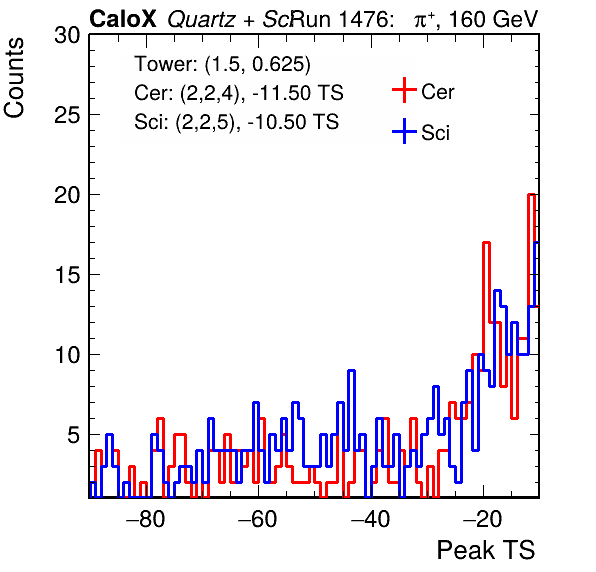 CaloX Quartz + ScRun 1476: π⁺, 160 GeV
Counts
30
25
20
15
10
5
Tower: (1.5, 0.625)
Cer: (2,2,4), -11.50 TS
Sci: (2,2,5), -10.50 TS
Cer
Sci
−80 −60 −40 −20
Peak TS